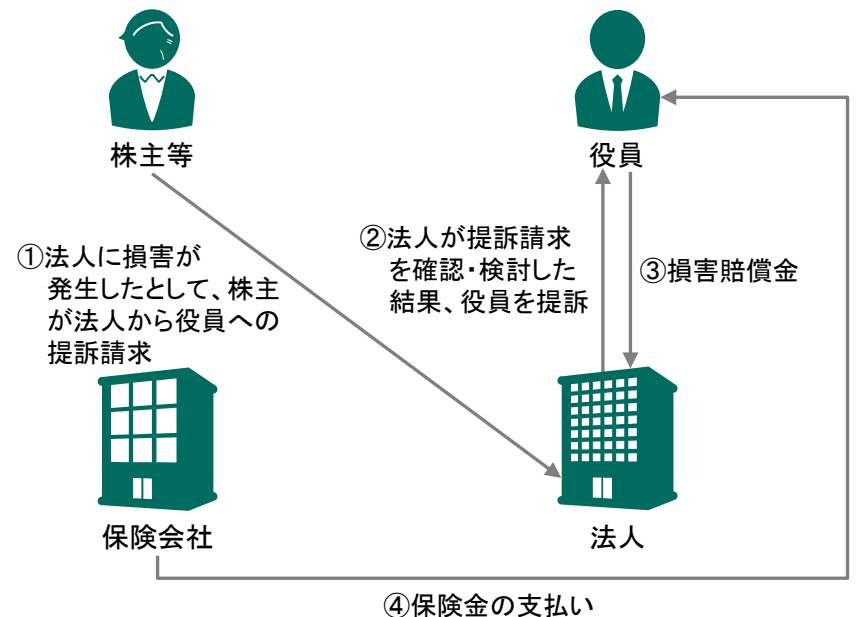 株主等
役員
①法人に損害が
発生したとして、株主
が法人から役員への
提訴請求
②法人が提訴請求
を確認・検討した
結果、役員を提訴
③損害賠償金
保険会社
法人
④保険金の支払い